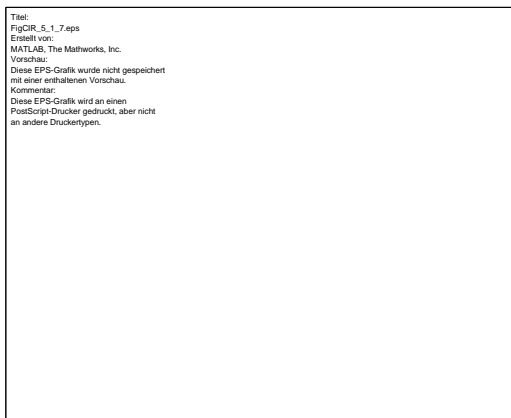 Titel:
FigCIR_5_1_7.eps
Erstellt von:
MATLAB, The Mathworks, Inc.
Vorschau:
Diese EPS-Grafik wurde nicht gespeichert
mit einer enthaltenen Vorschau.
Kommentar:
Diese EPS-Grafik wird an einen
PostScript-Drucker gedruckt, aber nicht
an andere Druckertypen.